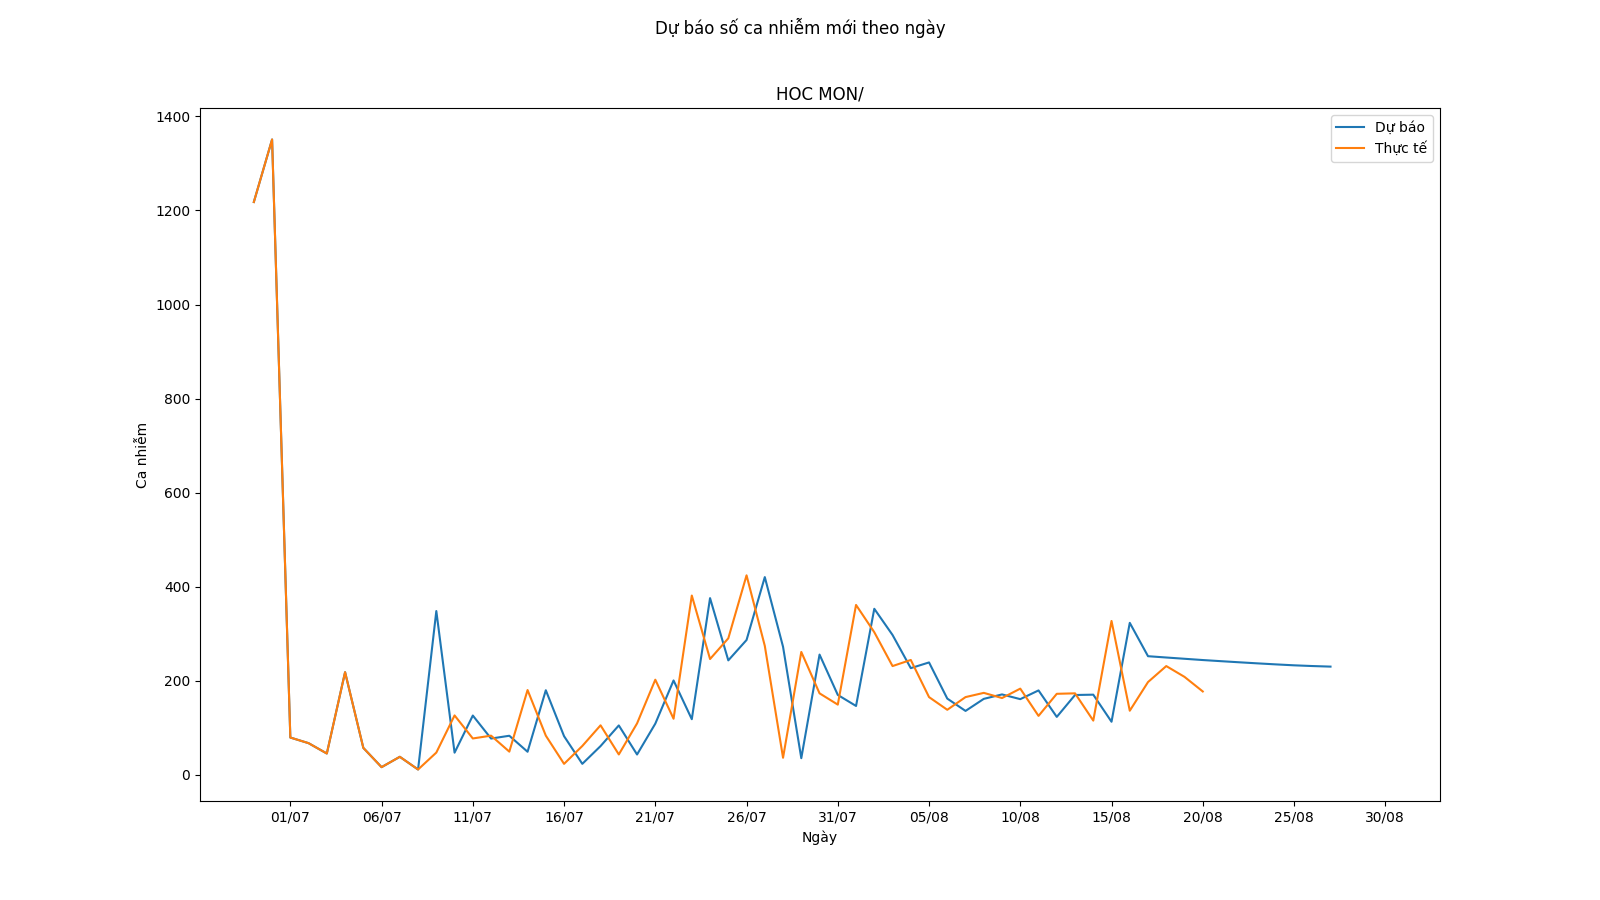 Dự báo số ca nhiễm mới theo ngày
HOC MON/
1400
1200
1000
800
600
400
200
0
Ca nhiễm
Dự báo
Thực tế
01/07 06/07 11/07 16/07 21/07 26/07 31/07 05/08 10/08 15/08 20/08 25/08 30/08
Ngày